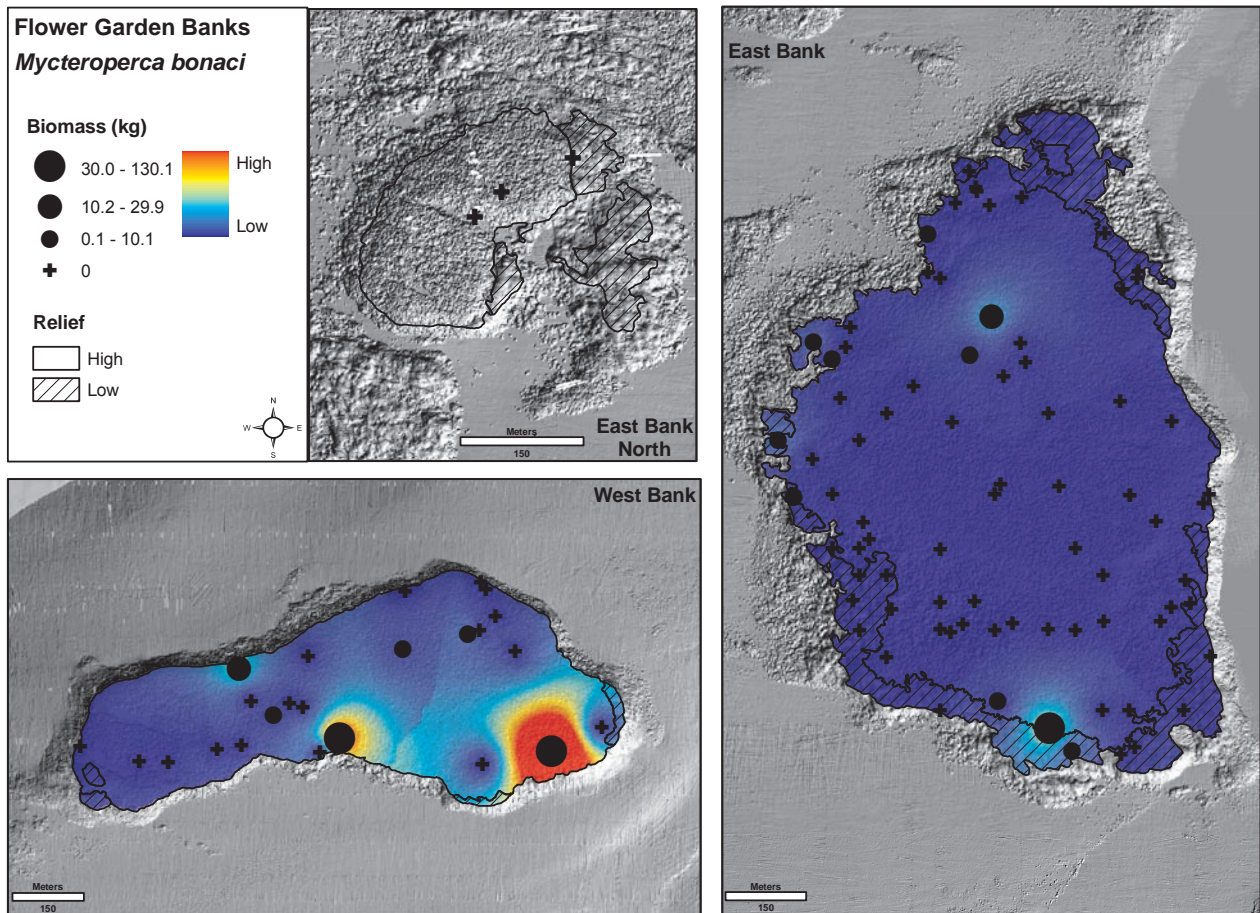 Flower Garden Banks
Mycteroperca bonaci
Biomass (kg)
30.0 - 130.1
10.2 - 29.9
0.1 - 10.1
0
High
Low
Relief
High
Low
N
W E
S
Meters
150
East Bank
North
East Bank
Meters
150
West Bank
Meters
150